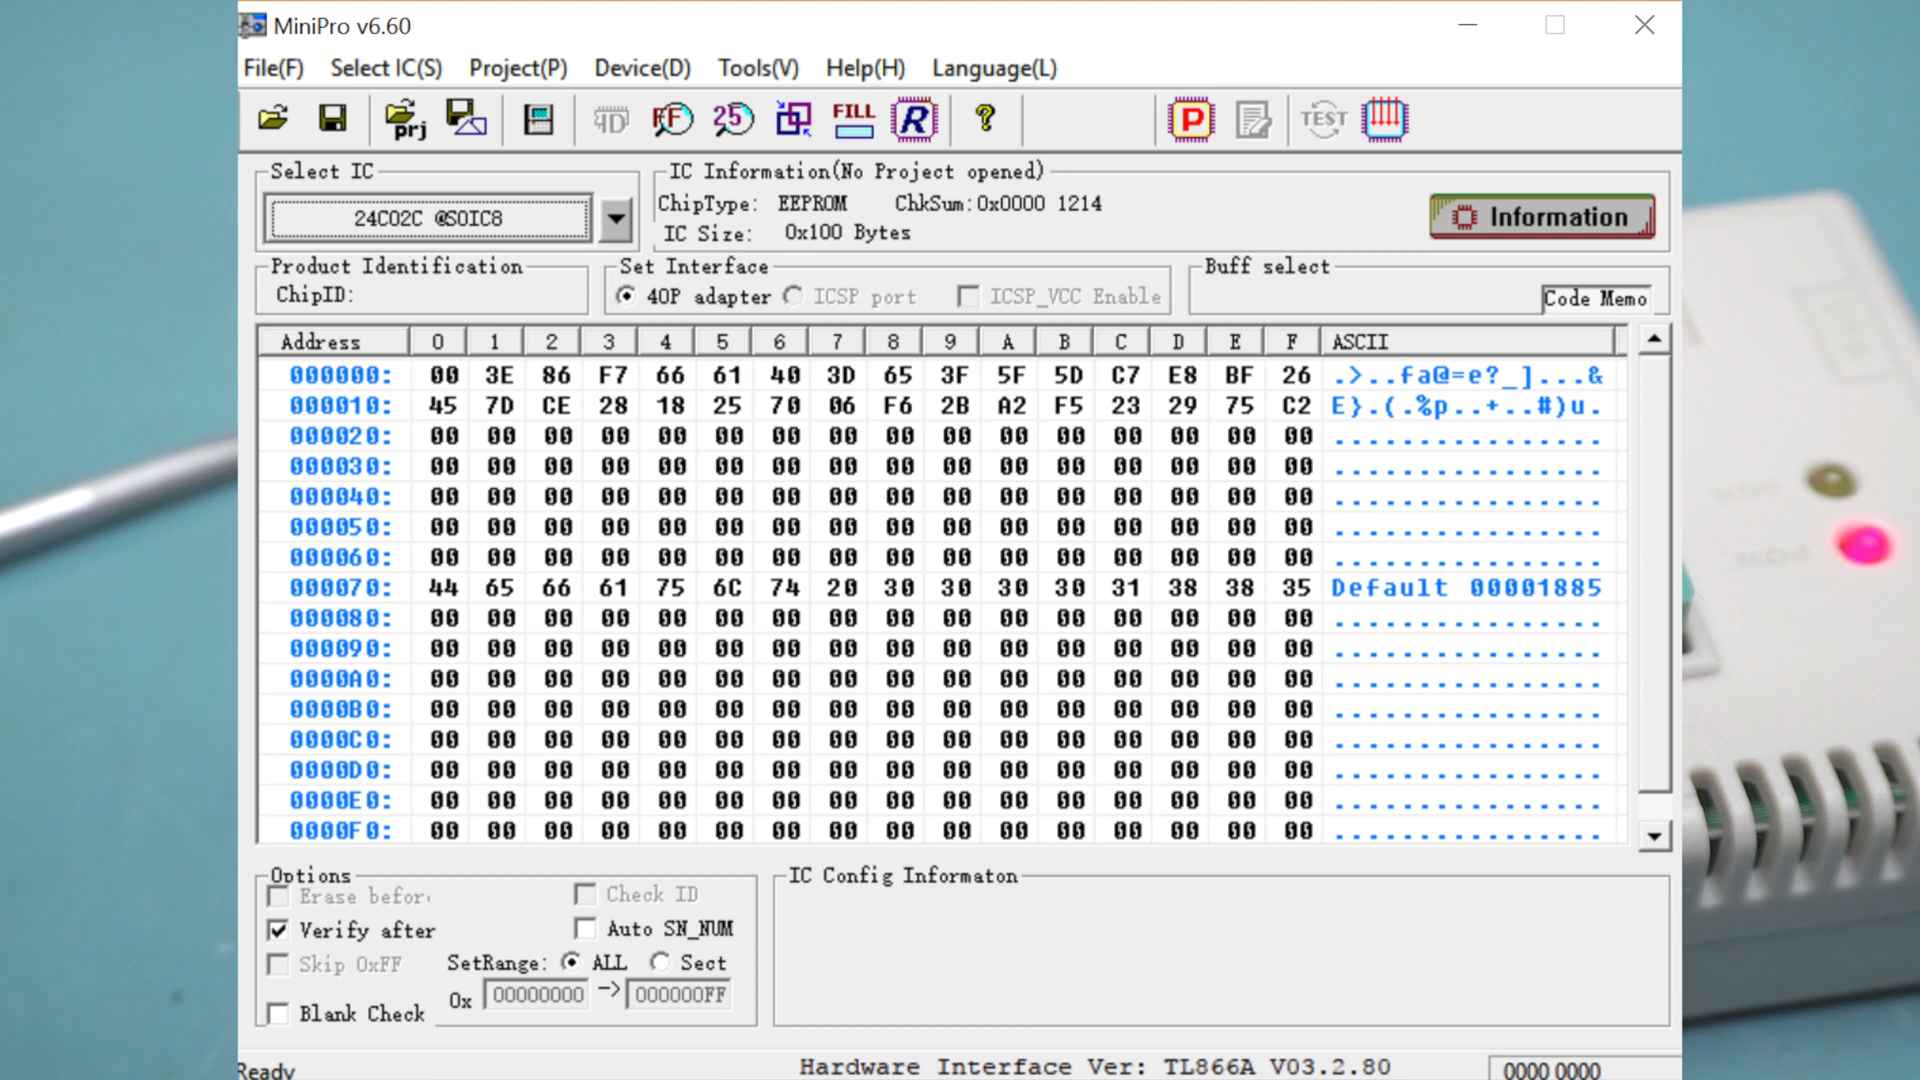 MiniPro v6.60
File(F) Select IC(S) Project(P) Device(D) Tools(V) Help(H) Language(L)
prj ID FF 25 FILL R ? P TEST
Select IC
24C02C @SOIC8
IC Information(No Project opened)
ChipType: EEPROM ChkSum:0x0000 1214
IC Size: 0x100 Bytes
Information
Product Identification
ChipID:
Set Interface
40P adapter ICSP port ICSP_VCC Enable
Buff select
Code Memo
Address 0 1 2 3 4 5 6 7 8 9 A B C D E F ASCII
000000: 00 3E 86 F7 66 61 40 3D 65 3F 5F 5D C7 E8 BF 26 .>..fa@=e?_]...&
000010: 45 7D CE 28 18 25 70 06 F6 2B A2 F5 23 29 75 C2 E}.(.%p..+..#)u.
000020: 00 00 00 00 00 00 00 00 00 00 00 00 00 00 00 00 ................
000030: 00 00 00 00 00 00 00 00 00 00 00 00 00 00 00 00 ................
000040: 00 00 00 00 00 00 00 00 00 00 00 00 00 00 00 00 ................
000050: 00 00 00 00 00 00 00 00 00 00 00 00 00 00 00 00 ................
000060: 00 00 00 00 00 00 00 00 00 00 00 00 00 00 00 00 ................
000070: 44 65 66 61 75 6C 74 20 30 30 30 30 31 38 38 35 Default 00001885
000080: 00 00 00 00 00 00 00 00 00 00 00 00 00 00 00 00 ................
000090: 00 00 00 00 00 00 00 00 00 00 00 00 00 00 00 00 ................
0000A0: 00 00 00 00 00 00 00 00 00 00 00 00 00 00 00 00 ................
0000B0: 00 00 00 00 00 00 00 00 00 00 00 00 00 00 00 00 ................
0000C0: 00 00 00 00 00 00 00 00 00 00 00 00 00 00 00 00 ................
0000D0: 00 00 00 00 00 00 00 00 00 00 00 00 00 00 00 00 ................
0000E0: 00 00 00 00 00 00 00 00 00 00 00 00 00 00 00 00 ................
0000F0: 00 00 00 00 00 00 00 00 00 00 00 00 00 00 00 00 ................
Options
Erase befor
Check ID
Verify after
Auto SN_NUM
Skip 0xFF
SetRange: ALL Sect
0x 00000000 -> 000000FF
Blank Check
IC Config Informaton
Ready
Hardware Interface Ver: TL866A V03.2.80
0000 0000